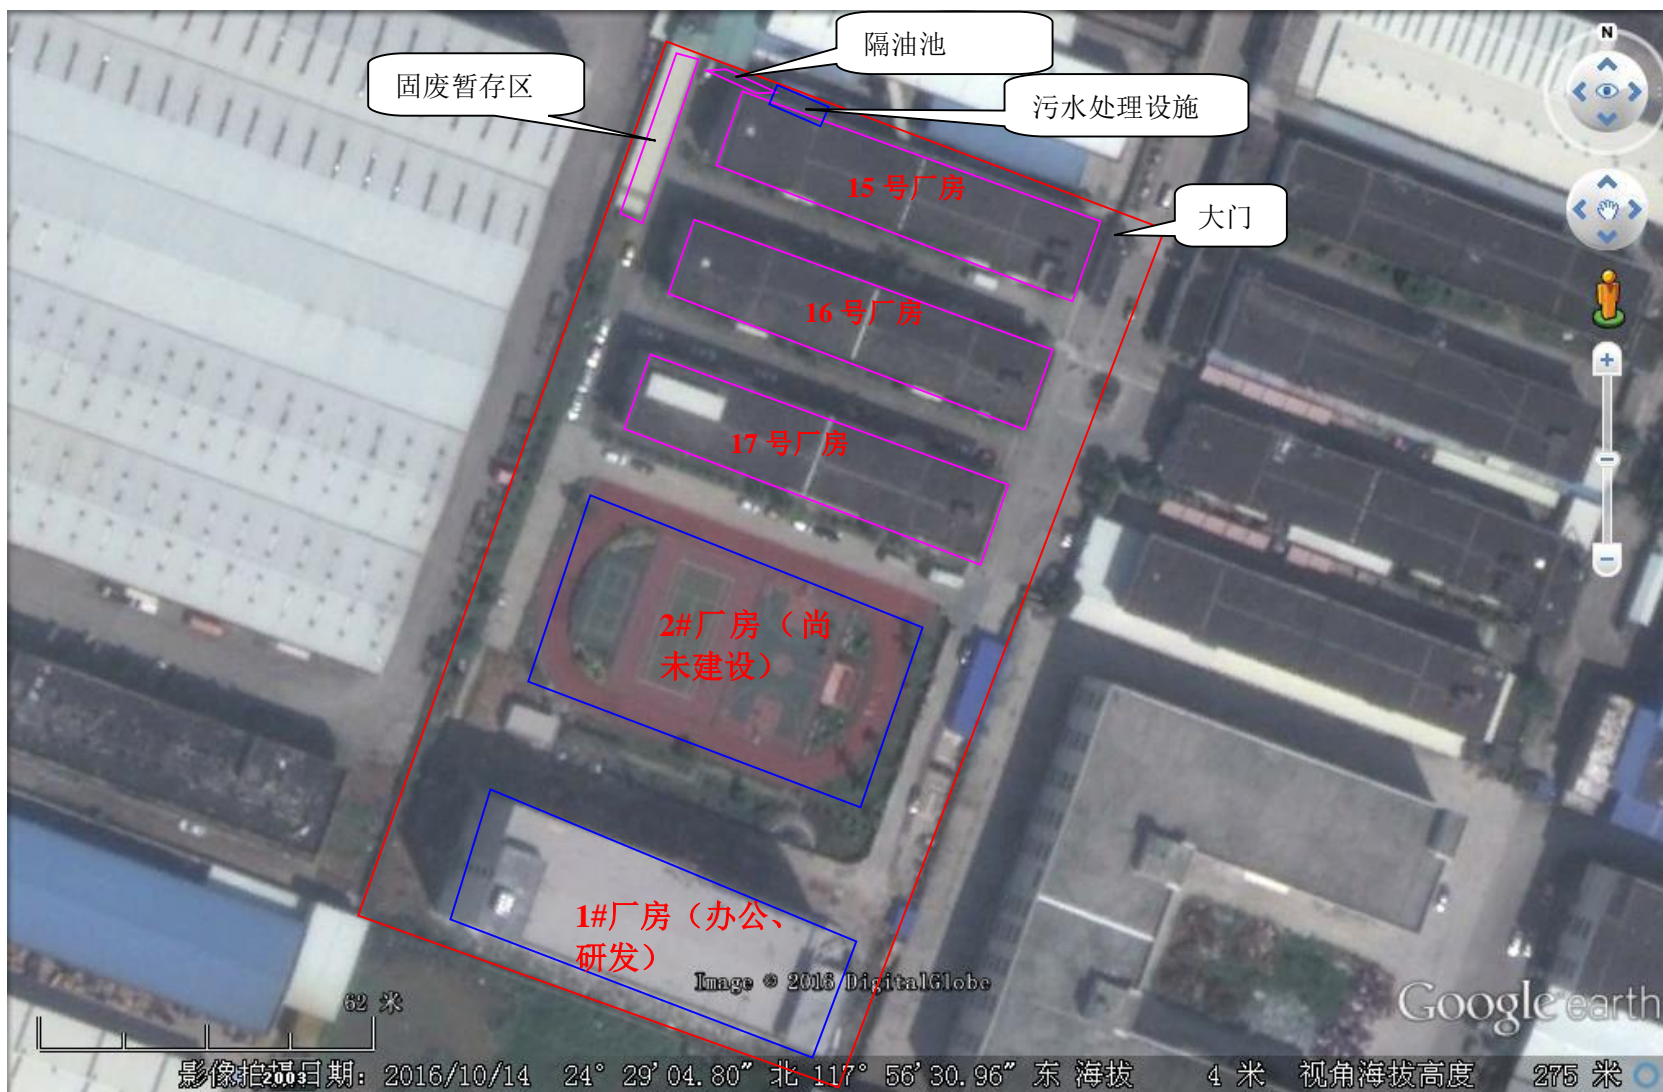 隔油池
固废暂存区
污水处理设施
N
15 号厂房
大门
16 号厂房
17 号厂房
2#厂房（尚
未建设）
1#厂房（办公、
研发）
Image © 2016 DigitalGlobe
62 米
Google earth
影像拍摄日期: 2016/10/14 24° 29′04.80″ 北 117° 56′30.96″ 东 海拔 4 米 视角海拔高度 275 米
2003